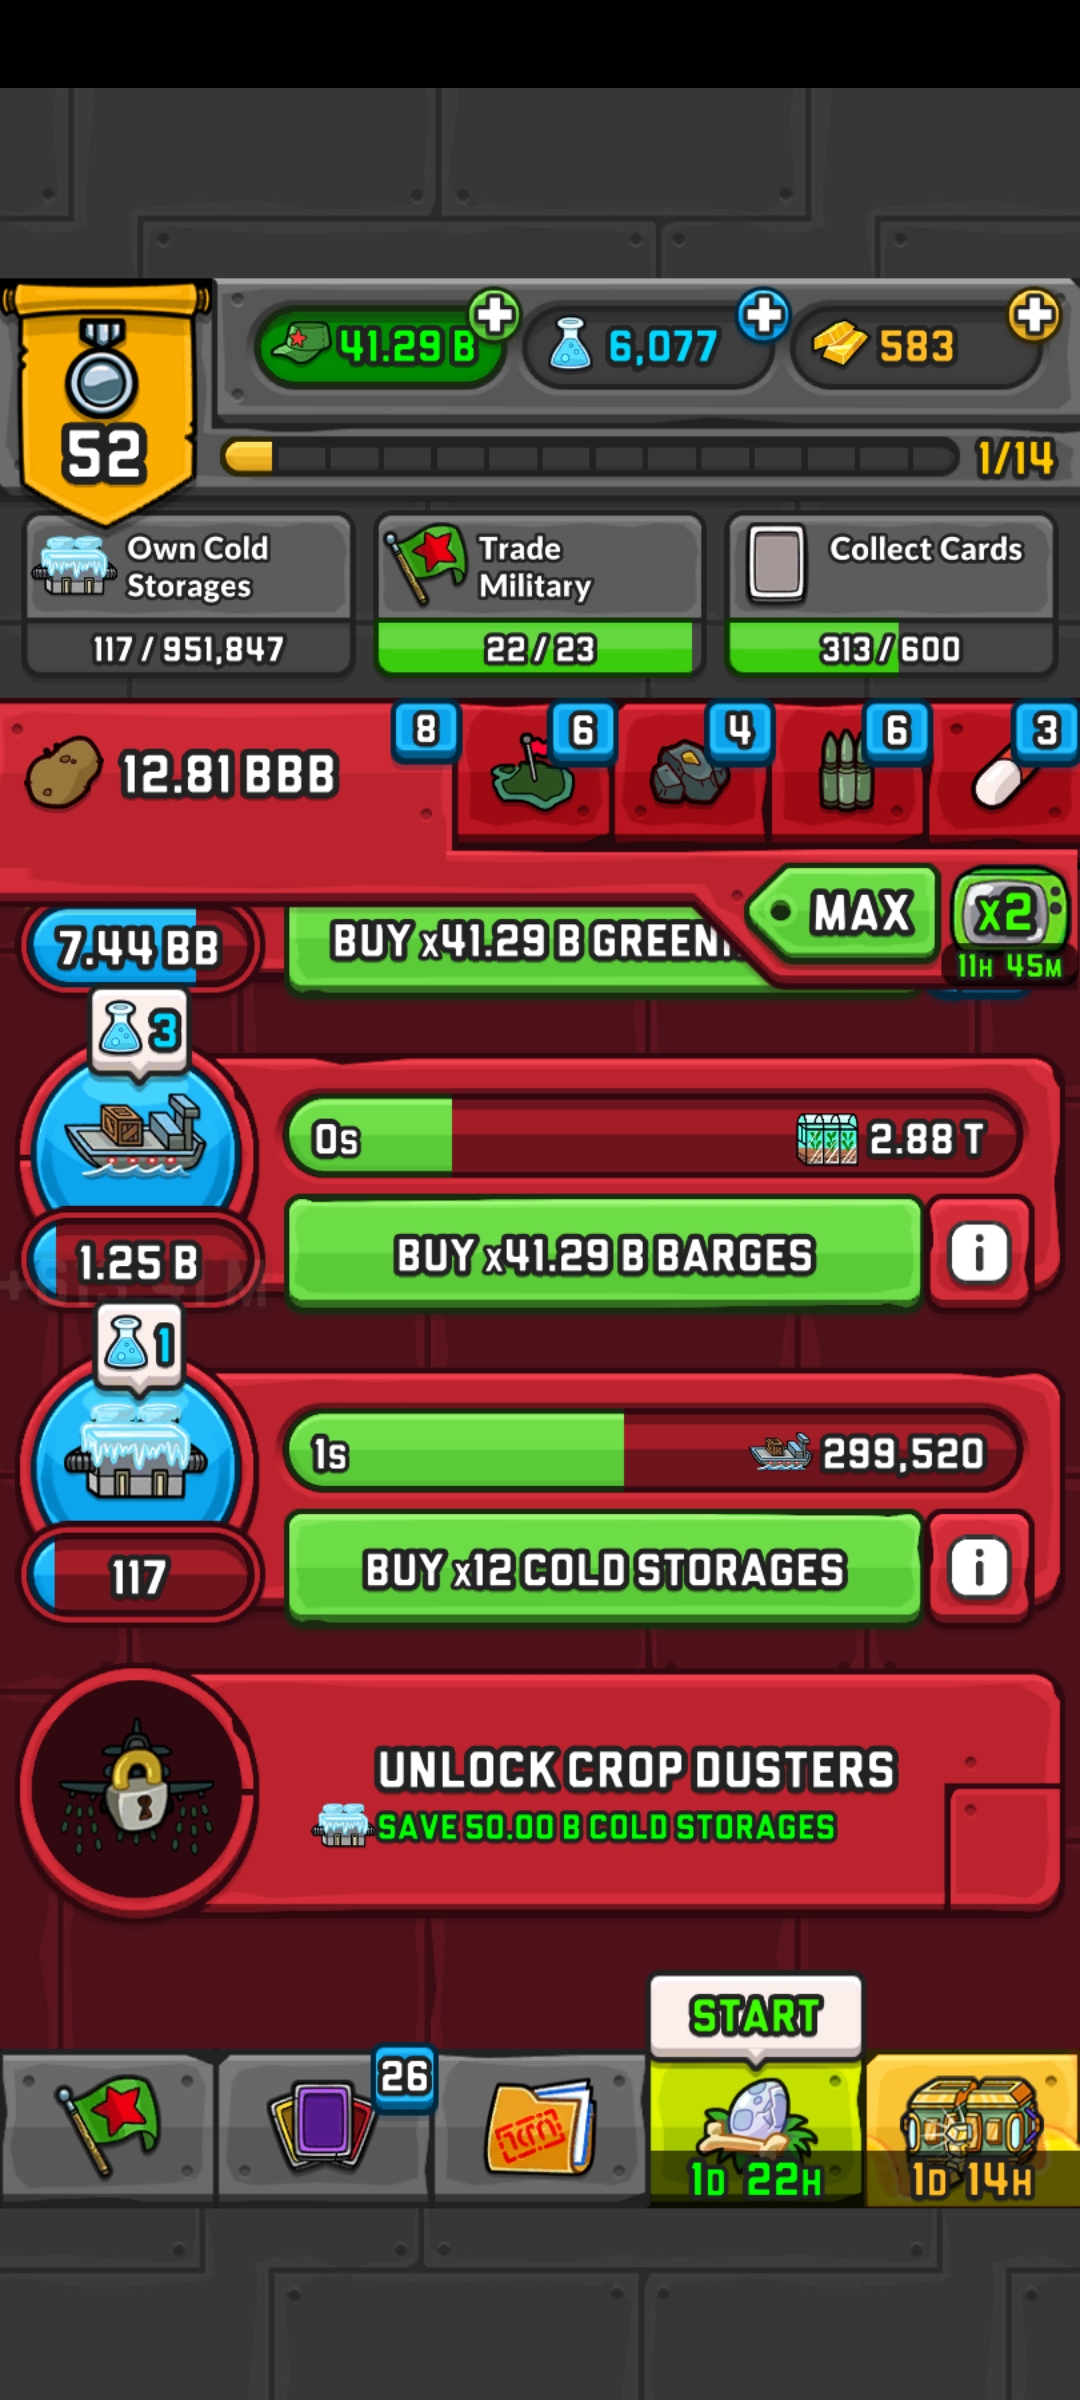 41.29 B
6,077
583
52
1/14
Own Cold
Storages
117 / 951,847
Trade
Military
22 / 23
Collect Cards
313 / 600
12.81 BBB
8
6
4
6
3
MAX
x2
11H 45M
7.44 BB
BUY x41.29 B
3
0s
2.88 T
1.25 B
BUY x41.29 B BARGES
i
1
1s
299,520
117
BUY x12 COLD STORAGES
i
UNLOCK CROP DUSTERS
SAVE 50.00 B COLD STORAGES
START
26
1D 22H
1D 14H